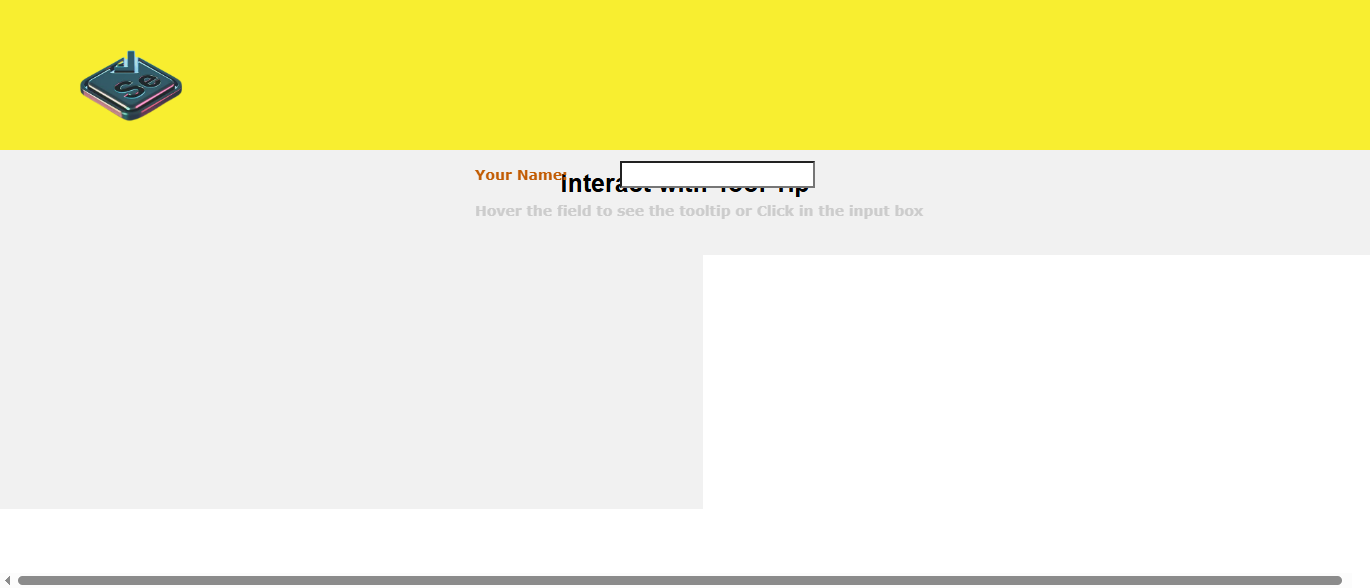 Se
Your Name:
Interact with Tool Tip
Hover the field to see the tooltip or Click in the input box